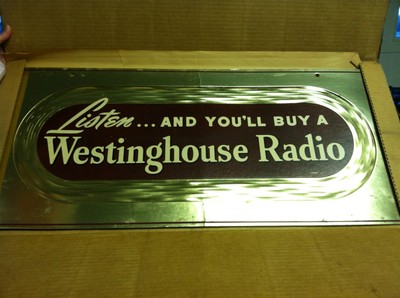 Listen... AND YOU'LL BUY A
Westinghouse Radio